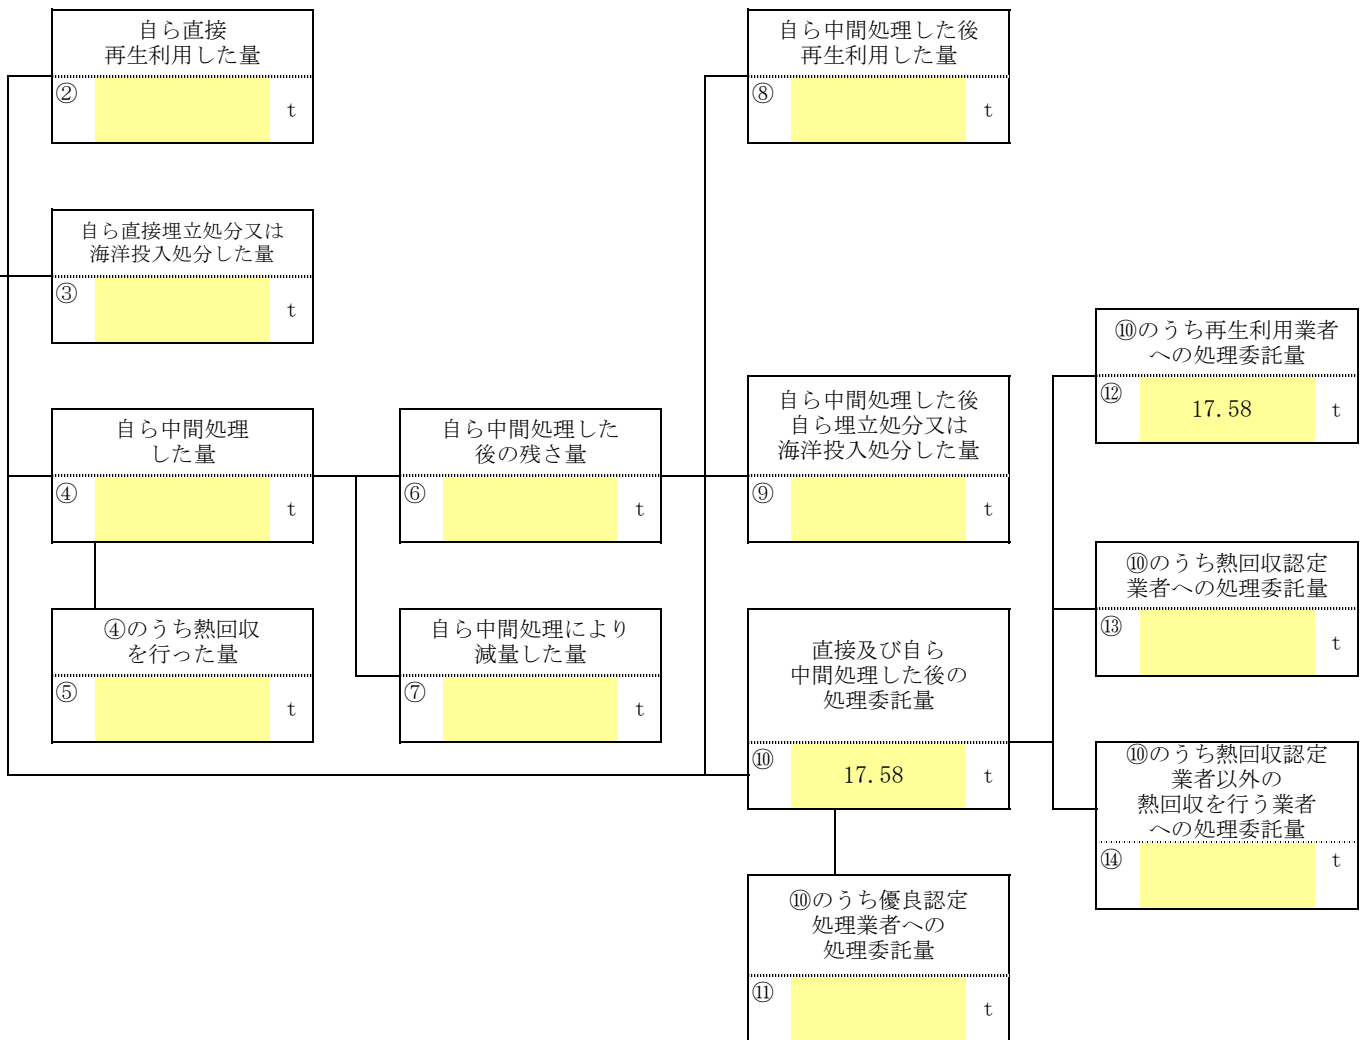 自ら直接
再生利用した量
②
t
自ら中間処理した後
再生利用した量
⑧
t
自ら直接埋立処分又は
海洋投入処分した量
③
t
⑩のうち再生利用業者
への処理委託量
⑫
17.58
t
自ら中間処理
した量
④
t
自ら中間処理した
後の残さ量
⑥
t
自ら中間処理した後
自ら埋立処分又は
海洋投入処分した量
⑨
t
⑩のうち熱回収認定
業者への処理委託量
⑬
t
④のうち熱回収
を行った量
⑤
t
自ら中間処理により
減量した量
⑦
t
直接及び自ら
中間処理した後の
処理委託量
⑩
17.58
t
⑩のうち熱回収認定
業者以外の
熱回収を行う業者
への処理委託量
⑭
t
⑩のうち優良認定
処理業者への
処理委託量
⑪
t